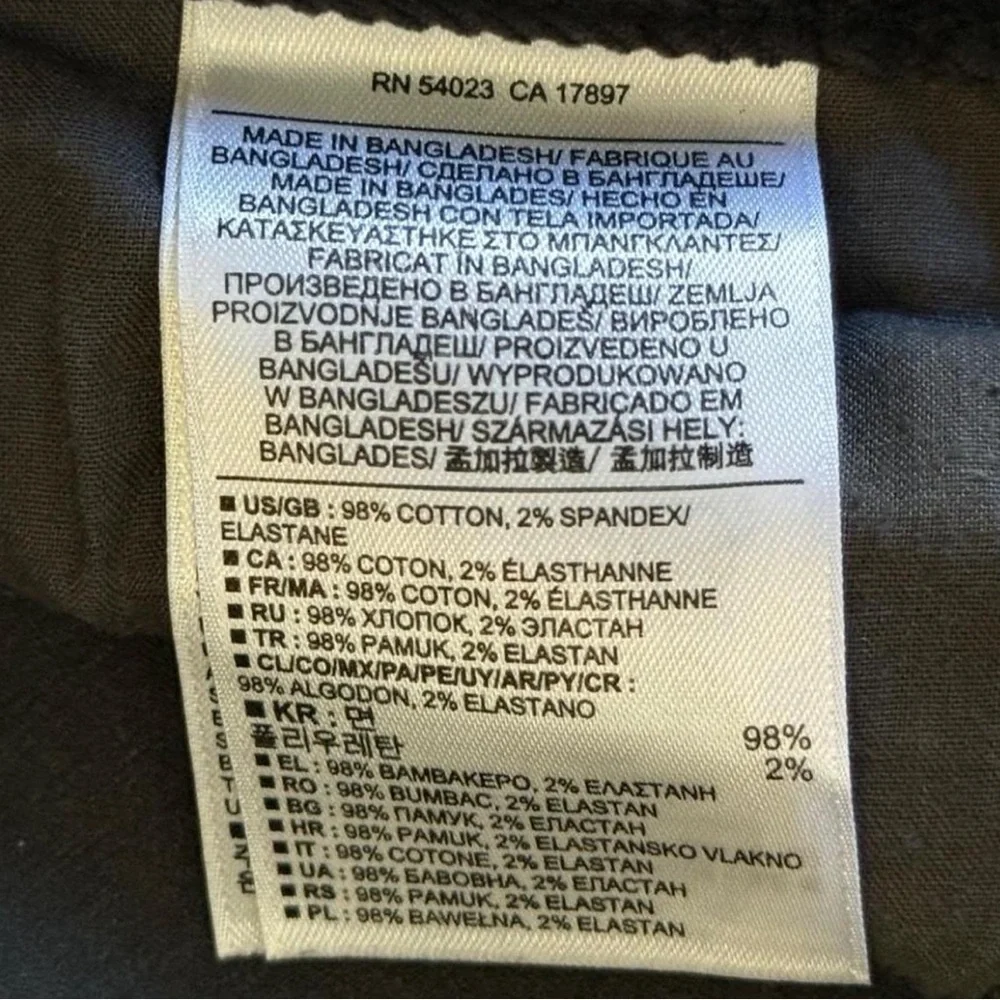 RN 54023 CA 17897
MADE IN BANGLADESH/ FABRIQUE AU
BANGLADESH/ СДЕЛАНО В БАНГЛАДЕШЕ/
MADE IN BANGLADES/ HECHO EN
BANGLADESH CON TELA IMPORTADA/
ΚΑΤΑΣΚΕΥΑΣΤΗΚΕ ΣΤΟ ΜΠΑΝΓΚΛΑΝΤΕΣ/
FABRICAT IN BANGLADESH/
ПРОИЗВЕДЕНО В БАНГЛАДЕШ/ ZEMLJA
PROIZVODNJE BANGLADEŠ/ ВИРОБЛЕНО
В БАНГЛАДЕШ/ PROIZVEDENO U
BANGLADEŠU/ WYPRODUKOWANO
W BANGLADESZU/ FABRICADO EM
BANGLADESH/ SZÁRMAZÁSI HELY:
BANGLADES/ 孟加拉製造/ 孟加拉制造
■ US/GB : 98% COTTON, 2% SPANDEX/
ELASTANE
■ CA : 98% COTON, 2% ÉLASTHANNE
■ FR/MA : 98% COTON, 2% ÉLASTHANNE
■ RU : 98% ХЛОПОК, 2% ЭЛАСТАН
■ TR : 98% PAMUK, 2% ELASTAN
■ CL/CO/MX/PA/PE/UY/AR/PY/CR :
98% ALGODON, 2% ELASTANO
■ KR : 면 98%
폴리우레탄 2%
■ EL : 98% ΒΑΜΒΑΚΕΡΟ, 2% ΕΛΑΣΤΑΝΗ
■ RO : 98% BUMBAC, 2% ELASTAN
■ BG : 98% ПАМУК, 2% ЕЛАСТАН
■ HR : 98% PAMUK, 2% ELASTANSKO VLAKNO
■ IT : 98% COTONE, 2% ELASTAN
■ UA : 98% БАВОВНА, 2% ЕЛАСТАН
■ RS : 98% PAMUK, 2% ELASTAN
■ PL : 98% BAWEŁNA, 2% ELASTAN